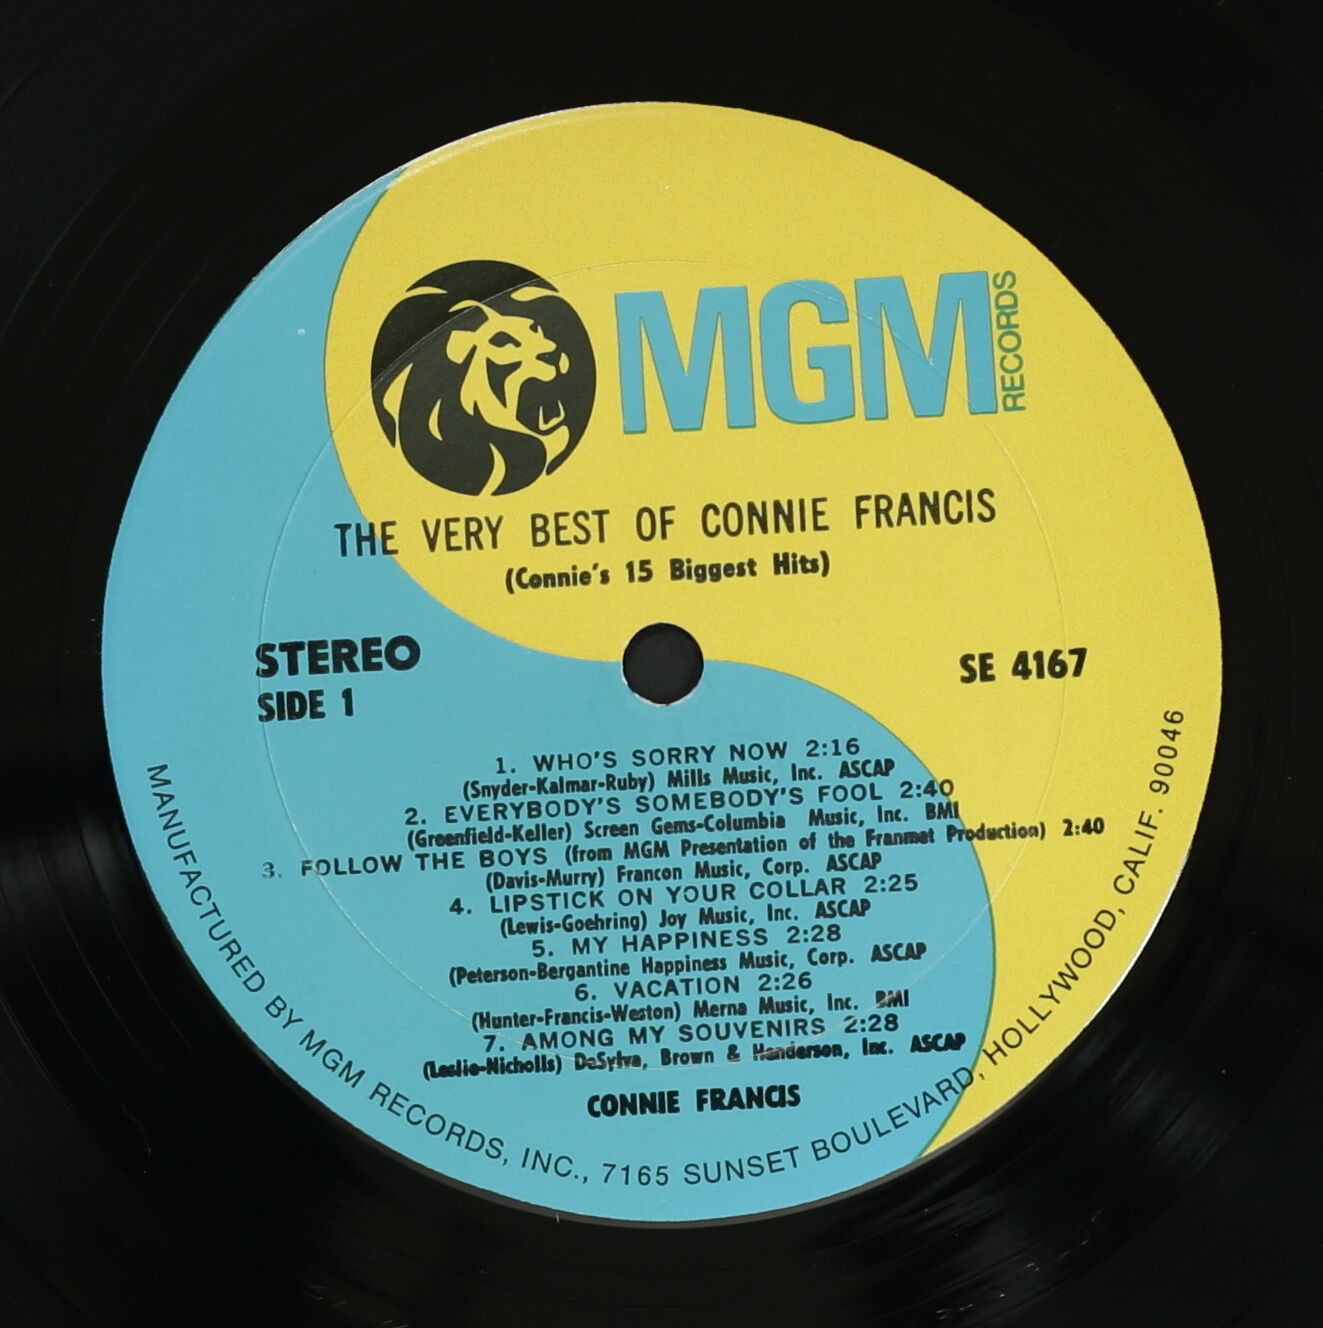 MGM
RECORDS
THE VERY BEST OF CONNIE FRANCIS
(Connie's 15 Biggest Hits)
STEREO
SIDE 1
SE 4167
1. WHO'S SORRY NOW 2:16
(Snyder-Kalmar-Ruby) Mills Music, Inc. ASCAP
2. EVERYBODY'S SOMEBODY'S FOOL 2:40
(Greenfield-Keller) Screen Gems-Columbia Music, Inc. BMI
3. FOLLOW THE BOYS (from MGM Presentation of the Franmet Production) 2:40
(Davis-Murry) Francon Music, Corp. ASCAP
4. LIPSTICK ON YOUR COLLAR 2:25
(Lewis-Goehring) Joy Music, Inc. ASCAP
5. MY HAPPINESS 2:28
(Peterson-Bergantine Happiness Music, Corp. ASCAP
6. VACATION 2:26
(Hunter-Francis-Weston) Merna Music, Inc. BMI
7. AMONG MY SOUVENIRS 2:28
(Leslie-Nicholls) DeSylva, Brown & Henderson, Inc. ASCAP
CONNIE FRANCIS
MANUFACTURED BY MGM RECORDS, INC., 7165 SUNSET BOULEVARD, HOLLYWOOD, CALIF. 90046